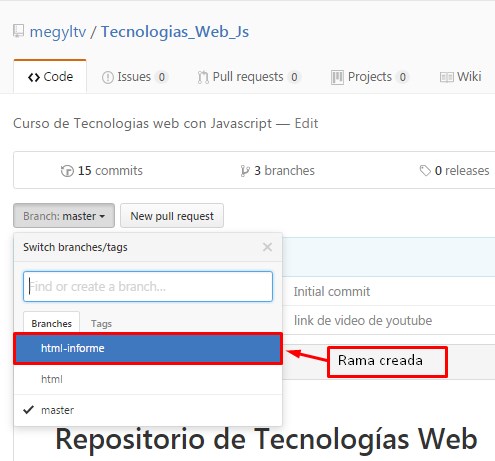 megyltv / Tecnologias_Web_Js
Code Issues 0 Pull requests 0 Projects 0 Wiki
Curso de Tecnologias web con Javascript — Edit
15 commits 3 branches 0 releases
Branch: master New pull request
Switch branches/tags
Find or create a branch...
Initial commit
Branches Tags
link de video de youtube
html-informe
Rama creada
html
master
Repositorio de Tecnologías Web